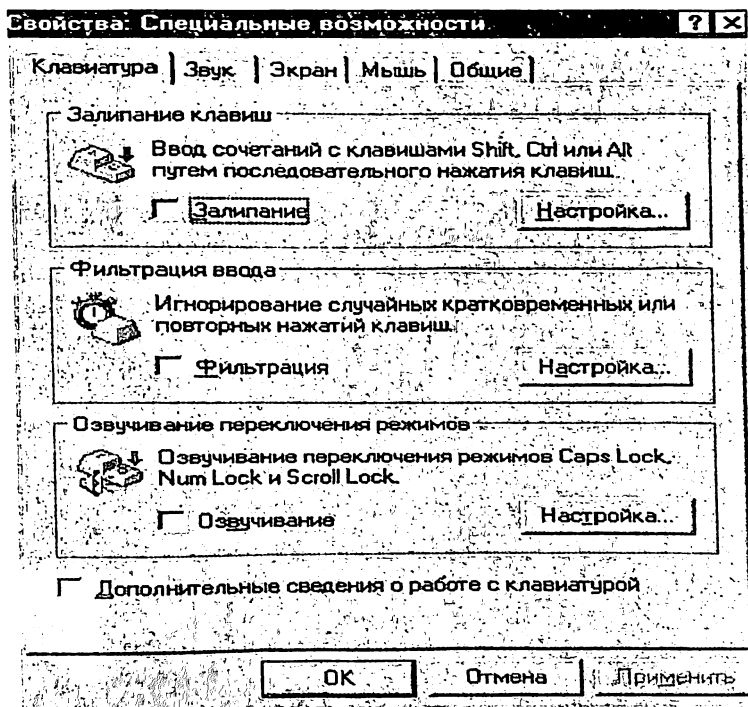 Свойства: Специальные возможности
Клавиатура Звук Экран Мышь Общие
Залипание клавиш
Ввод сочетаний с клавишами Shift, Ctrl или Alt
путем последовательного нажатия клавиш.
Залипание Настройка...
Фильтрация ввода
Игнорирование случайных кратковременных или
повторных нажатий клавиш.
Фильтрация Настройка...
Озвучивание переключения режимов
Озвучивание переключения режимов Caps Lock,
Num Lock и Scroll Lock.
Озвучивание Настройка...
Дополнительные сведения о работе с клавиатурой
OK Отмена Применить